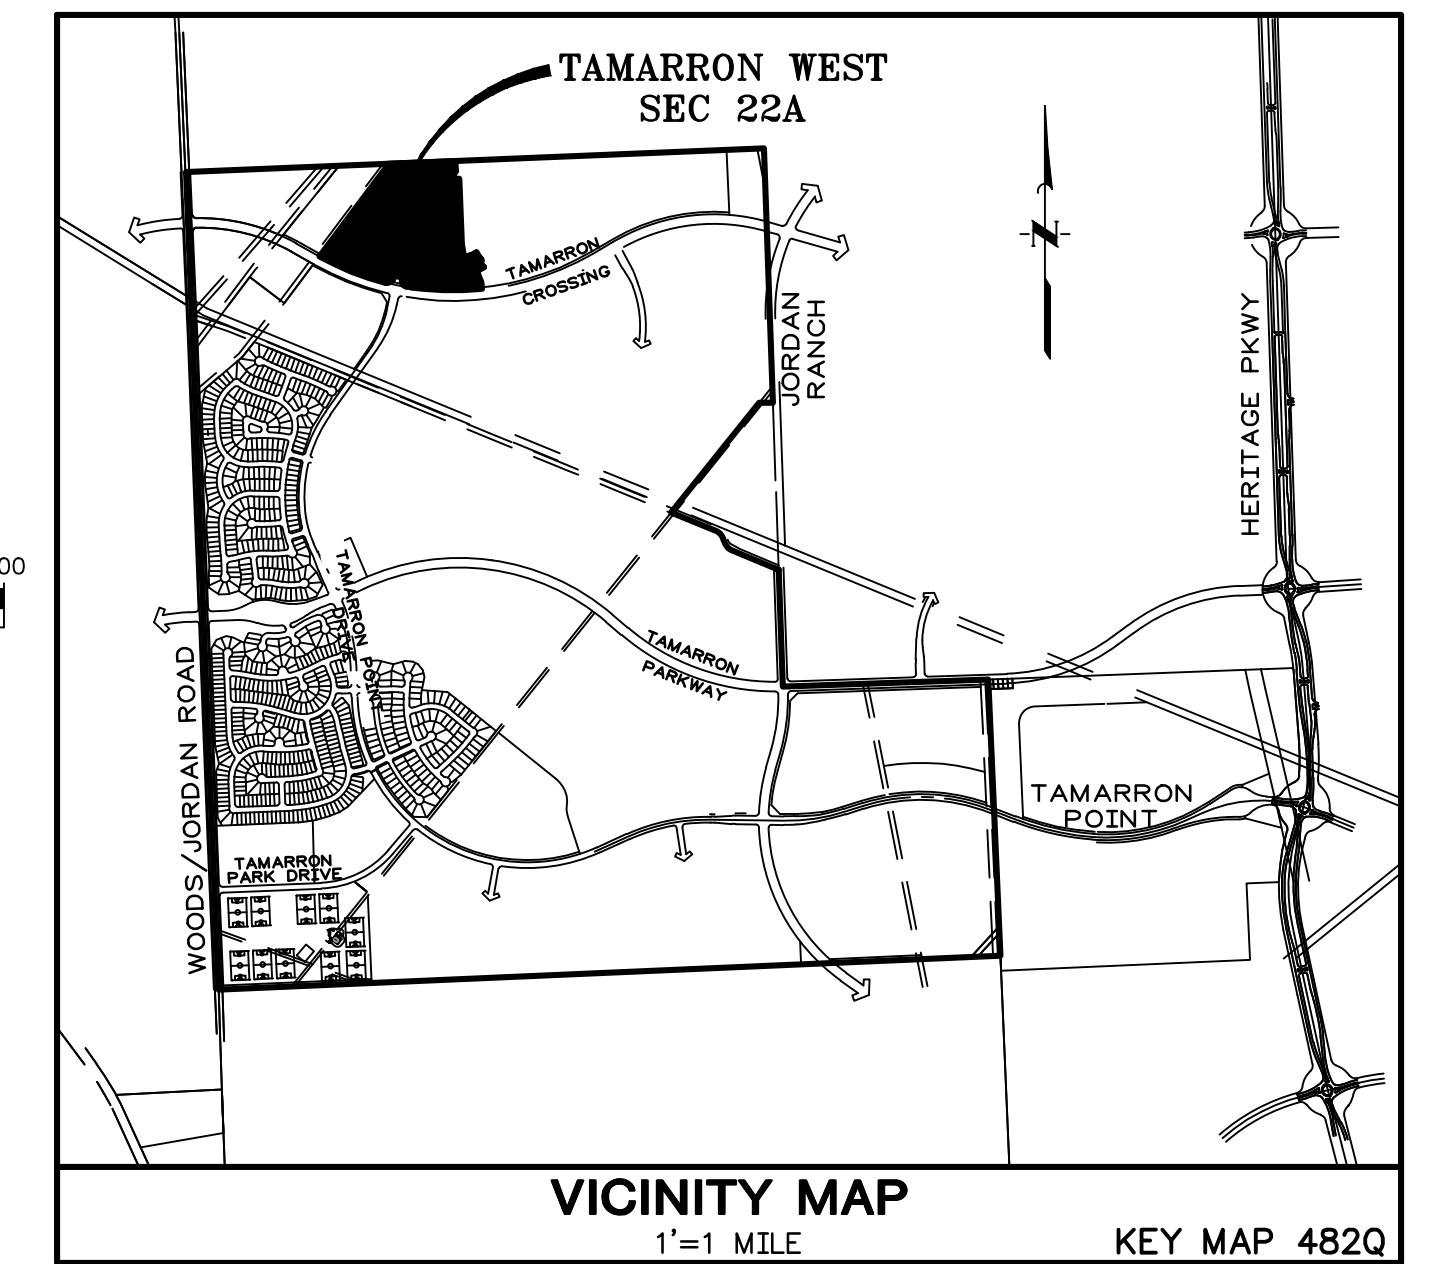 TAMARRON WEST
SEC 22A
N
TAMARRON
CROSSING
JORDAN
RANCH
HERITAGE PKWY
00
TAMARRON POINT
DRIVE
TAMARRON
PARKWAY
WOODS/JORDAN ROAD
TAMARRON
POINT
TAMARRON
PARK DRIVE
VICINITY MAP
1'=1 MILE
KEY MAP 482Q